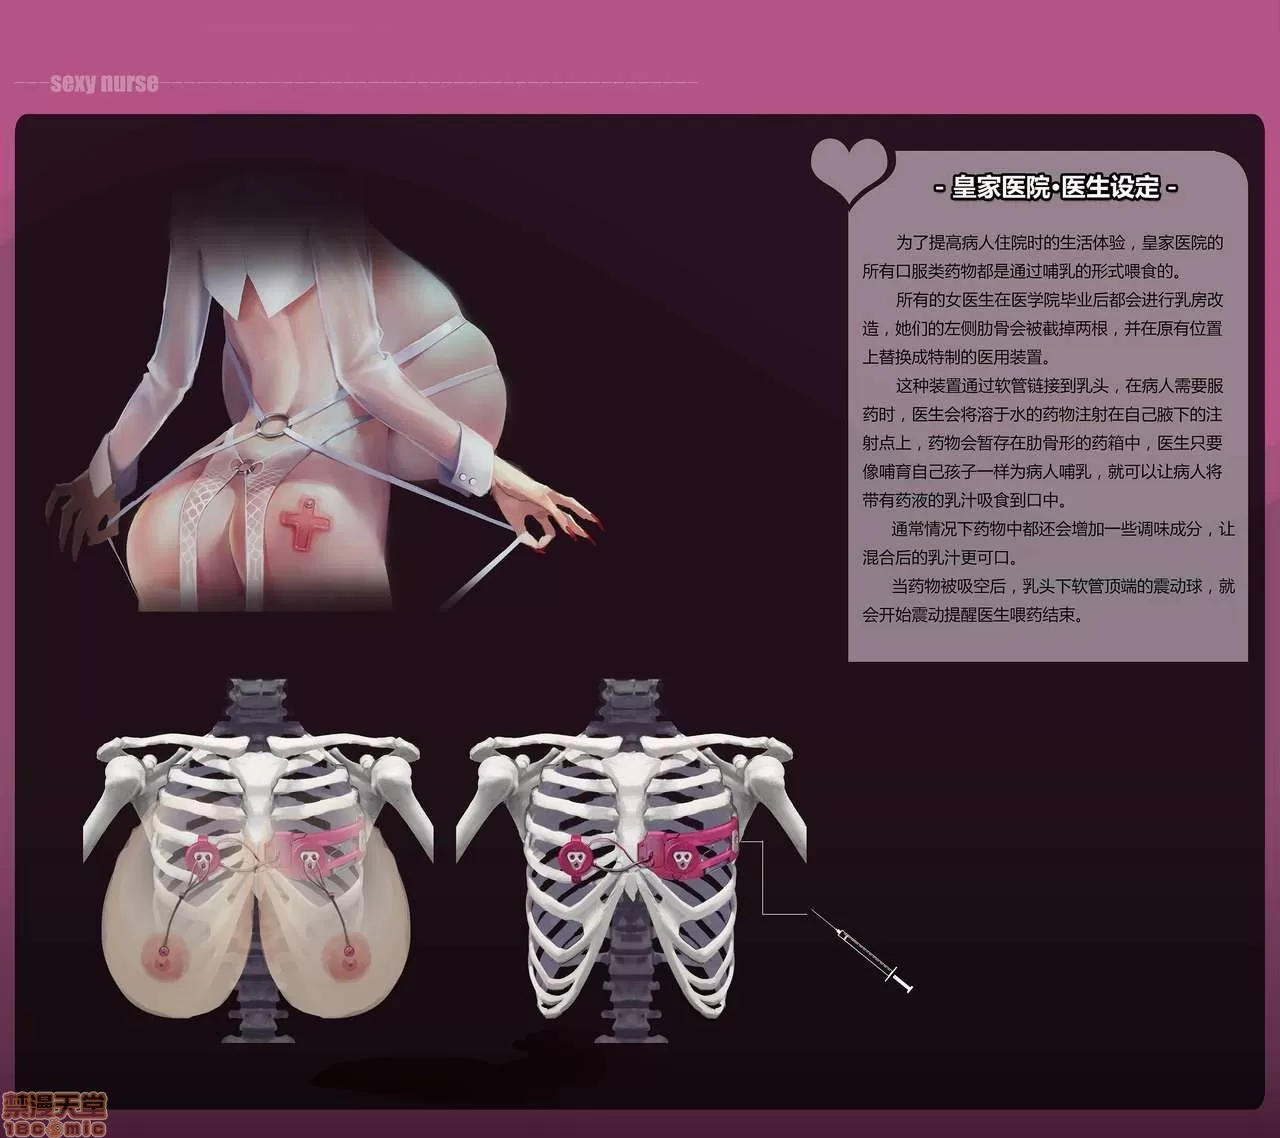 sexy nurse
- 皇家医院·医生设定 -
为了提高病人住院时的生活体验，皇家医院的
所有口服类药物都是通过哺乳的形式喂食的。
所有的女医生在医学院毕业后都会进行乳房改
造，她们的左侧肋骨会被截掉两根，并在原有位置
上替换成特制的医用装置。
这种装置通过软管链接到乳头，在病人需要服
药时，医生会将溶于水的药物注射在自己腋下的注
射点上，药物会暂存在肋骨形的药箱中，医生只要
像哺育自己孩子一样为病人哺乳，就可以让病人将
带有药液的乳汁吸食到口中。
通常情况下药物中都还会增加一些调味成分，让
混合后的乳汁更可口。
当药物被吸空后，乳头下软管顶端的震动球，就
会开始震动提醒医生喂药结束。
禁漫天堂
18comic